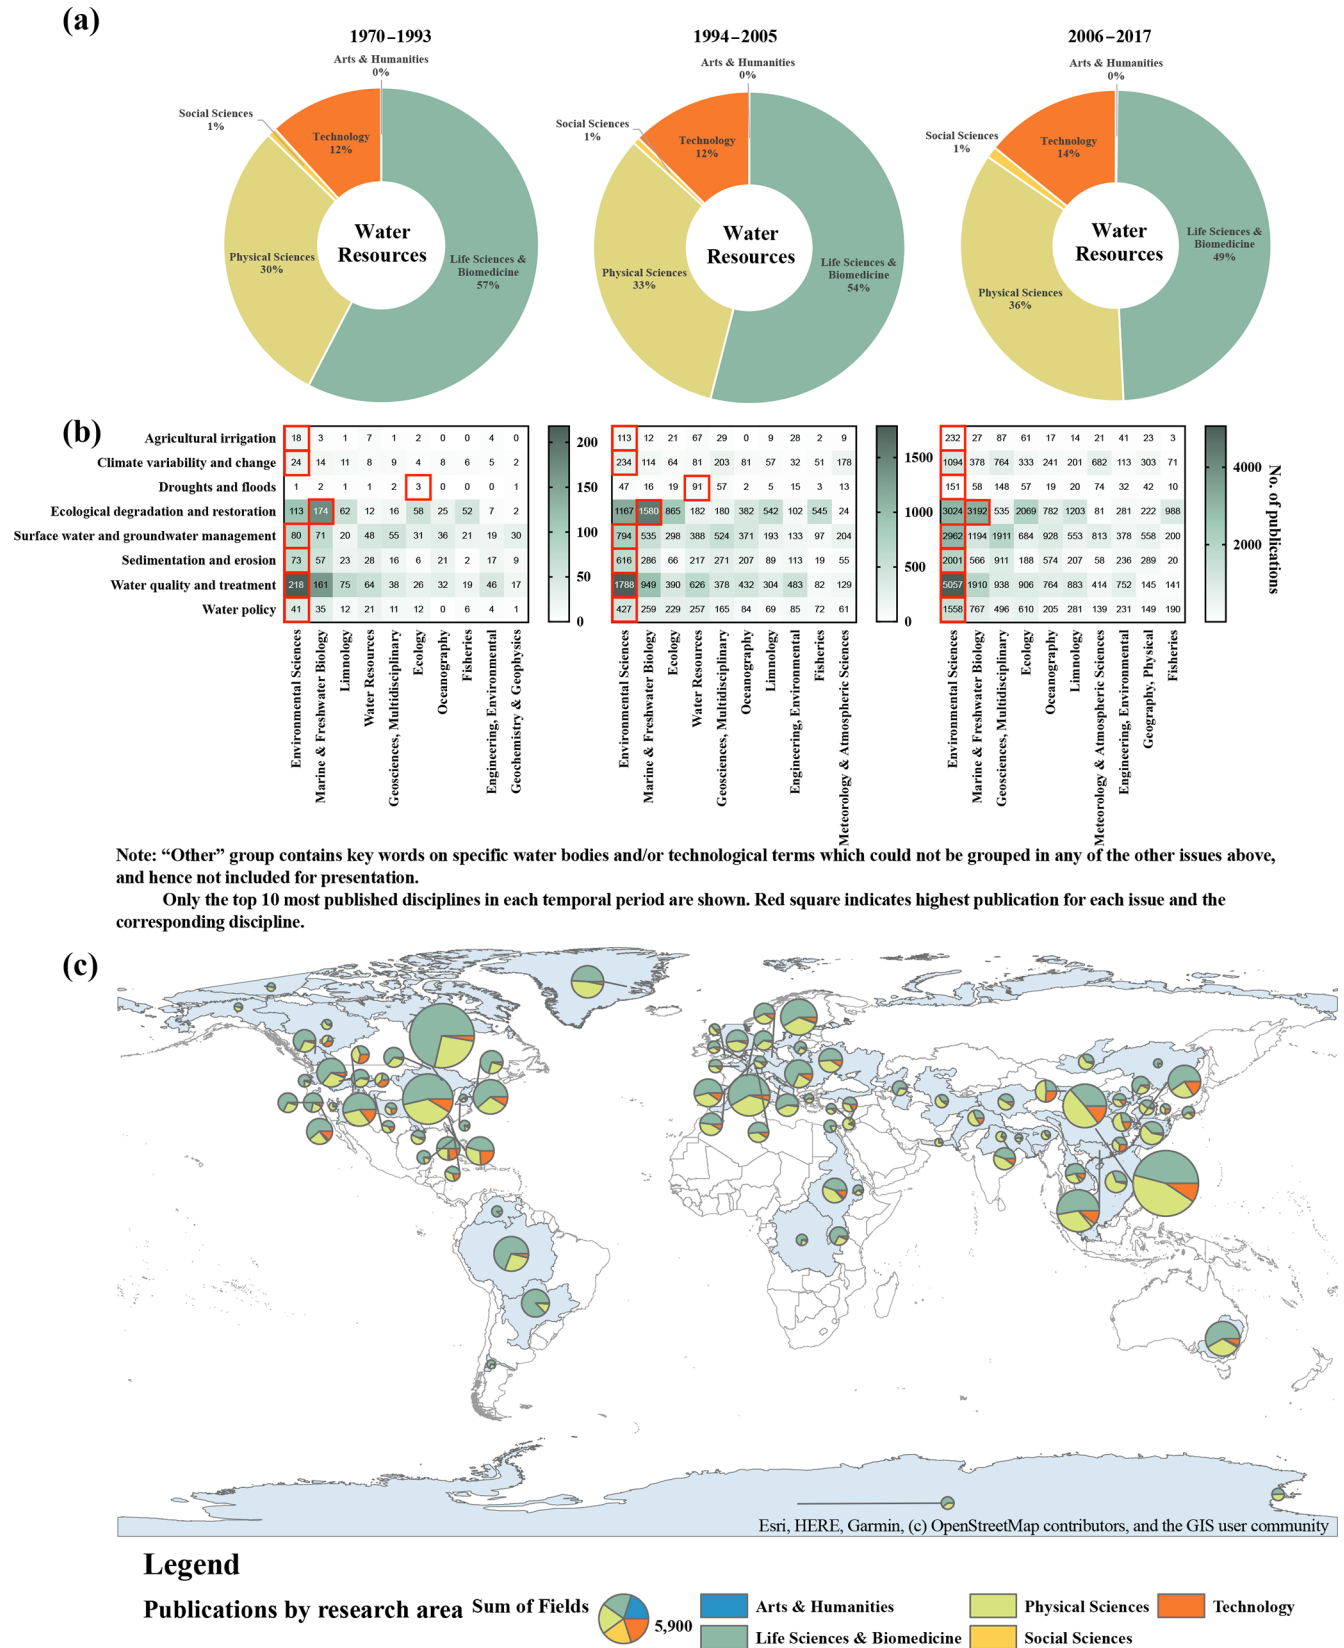 (a)
1970–1993
1994–2005
2006–2017
Arts & Humanities
0%
Social Sciences
1%
Technology
12%
Physical Sciences
30%
Life Sciences &
Biomedicine
57%
Water
Resources
Arts & Humanities
0%
Social Sciences
1%
Technology
12%
Physical Sciences
33%
Life Sciences &
Biomedicine
54%
Water
Resources
Arts & Humanities
0%
Social Sciences
1%
Technology
14%
Physical Sciences
36%
Life Sciences &
Biomedicine
49%
Water
Resources
(b)
Agricultural irrigation 18 3 1 7 1 2 0 0 4 0
Climate variability and change 24 14 11 8 9 4 8 6 5 2
Droughts and floods 1 2 1 1 2 3 0 0 0 1
Ecological degradation and restoration 113 174 62 12 16 58 25 52 7 2
Surface water and groundwater management 80 71 20 48 55 31 36 21 19 30
Sedimentation and erosion 73 57 23 28 16 6 21 2 17 9
Water quality and treatment 218 161 75 64 38 26 32 19 46 17
Water policy 41 35 12 21 11 12 0 6 4 1
200
150
100
50
0
Environmental Sciences
Marine & Freshwater Biology
Limnology
Water Resources
Geosciences, Multidisciplinary
Ecology
Oceanography
Fisheries
Engineering, Environmental
Geochemistry & Geophysics
113 12 21 67 29 0 9 28 2 9
234 114 64 81 203 81 57 32 51 178
47 16 19 91 57 2 5 15 3 13
1167 1580 865 182 180 382 542 102 545 24
794 535 298 388 524 371 193 133 97 204
616 286 66 217 271 207 89 113 19 55
1788 949 390 626 378 432 304 483 82 129
427 259 229 257 165 84 69 85 72 61
1500
1000
500
0
Environmental Sciences
Marine & Freshwater Biology
Ecology
Water Resources
Geosciences, Multidisciplinary
Oceanography
Limnology
Engineering, Environmental
Fisheries
Meteorology & Atmospheric Sciences
232 27 87 61 17 14 21 41 23 3
1094 378 764 333 241 201 682 113 303 71
151 58 148 57 19 20 74 32 42 10
3024 3192 535 2069 782 1203 81 281 222 988
2962 1194 1911 684 928 553 813 378 558 200
2001 566 911 188 574 207 58 236 289 20
5057 1910 938 906 764 883 414 752 145 141
1558 767 496 610 205 281 139 231 149 190
4000
2000
0
No. of publications
Environmental Sciences
Marine & Freshwater Biology
Geosciences, Multidisciplinary
Ecology
Oceanography
Limnology
Meteorology & Atmospheric Sciences
Engineering, Environmental
Geography, Physical
Fisheries
Note: “Other” group contains key words on specific water bodies and/or technological terms which could not be grouped in any of the other issues above,
and hence not included for presentation.
Only the top 10 most published disciplines in each temporal period are shown. Red square indicates highest publication for each issue and the
corresponding discipline.
(c)
Esri, HERE, Garmin, (c) OpenStreetMap contributors, and the GIS user community
Legend
Publications by research area
Sum of Fields
5,900
Arts & Humanities
Life Sciences & Biomedicine
Physical Sciences
Social Sciences
Technology